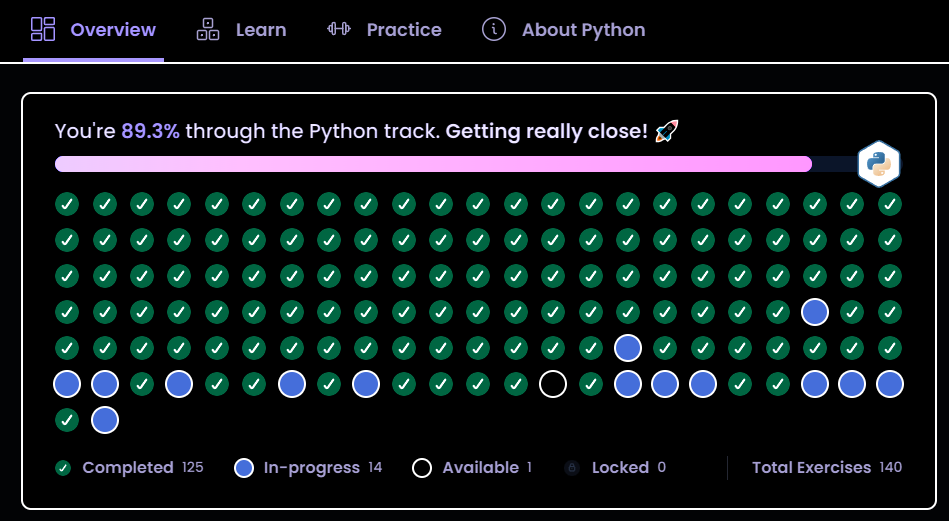 Overview Learn Practice About Python
You're 89.3% through the Python track. Getting really close! 🚀
Completed 125 In-progress 14 Available 1 Locked 0 Total Exercises 140